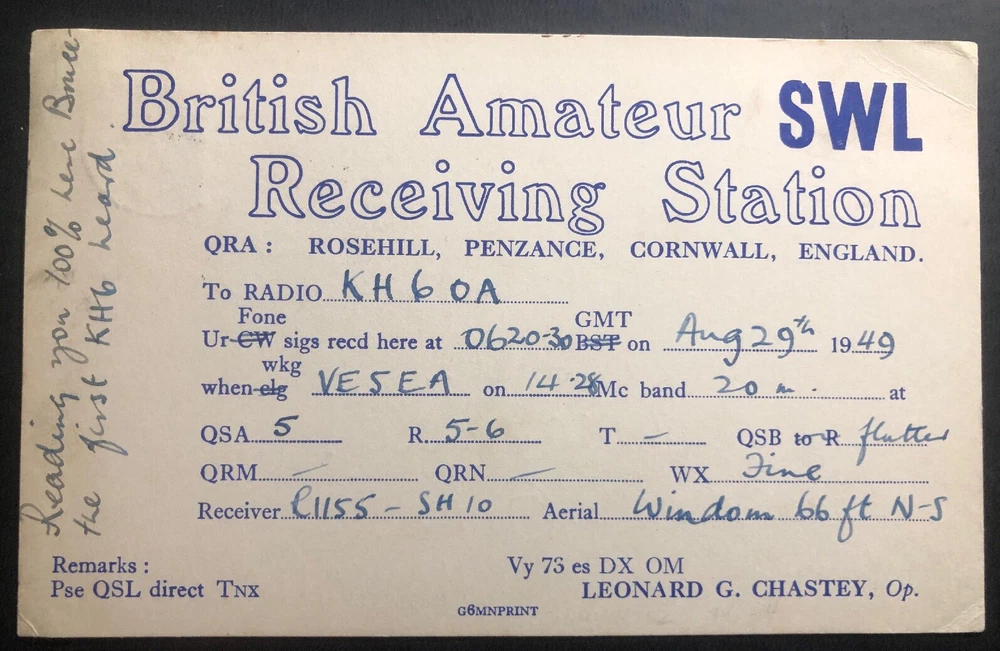 British Amateur SWL
Receiving Station
QRA : ROSEHILL, PENZANCE, CORNWALL, ENGLAND.
To RADIO KH6OA
Fone GMT
Ur CW sigs recd here at 0620-30 BST on Aug 29th 1949
wkg
when clg VE5EA on 14.28 Mc band 20 m. at
QSA 5 R 5-6 T — QSB to R flutter
QRM — QRN — WX Fine
Receiver R1155 - SH10 Aerial Windom 66 ft N-S
Remarks : Vy 73 es DX OM
Pse QSL direct TNX LEONARD G. CHASTEY, Op.
G6MNPRINT
Reading you 100% here Bruce-
the first KH6 heard.